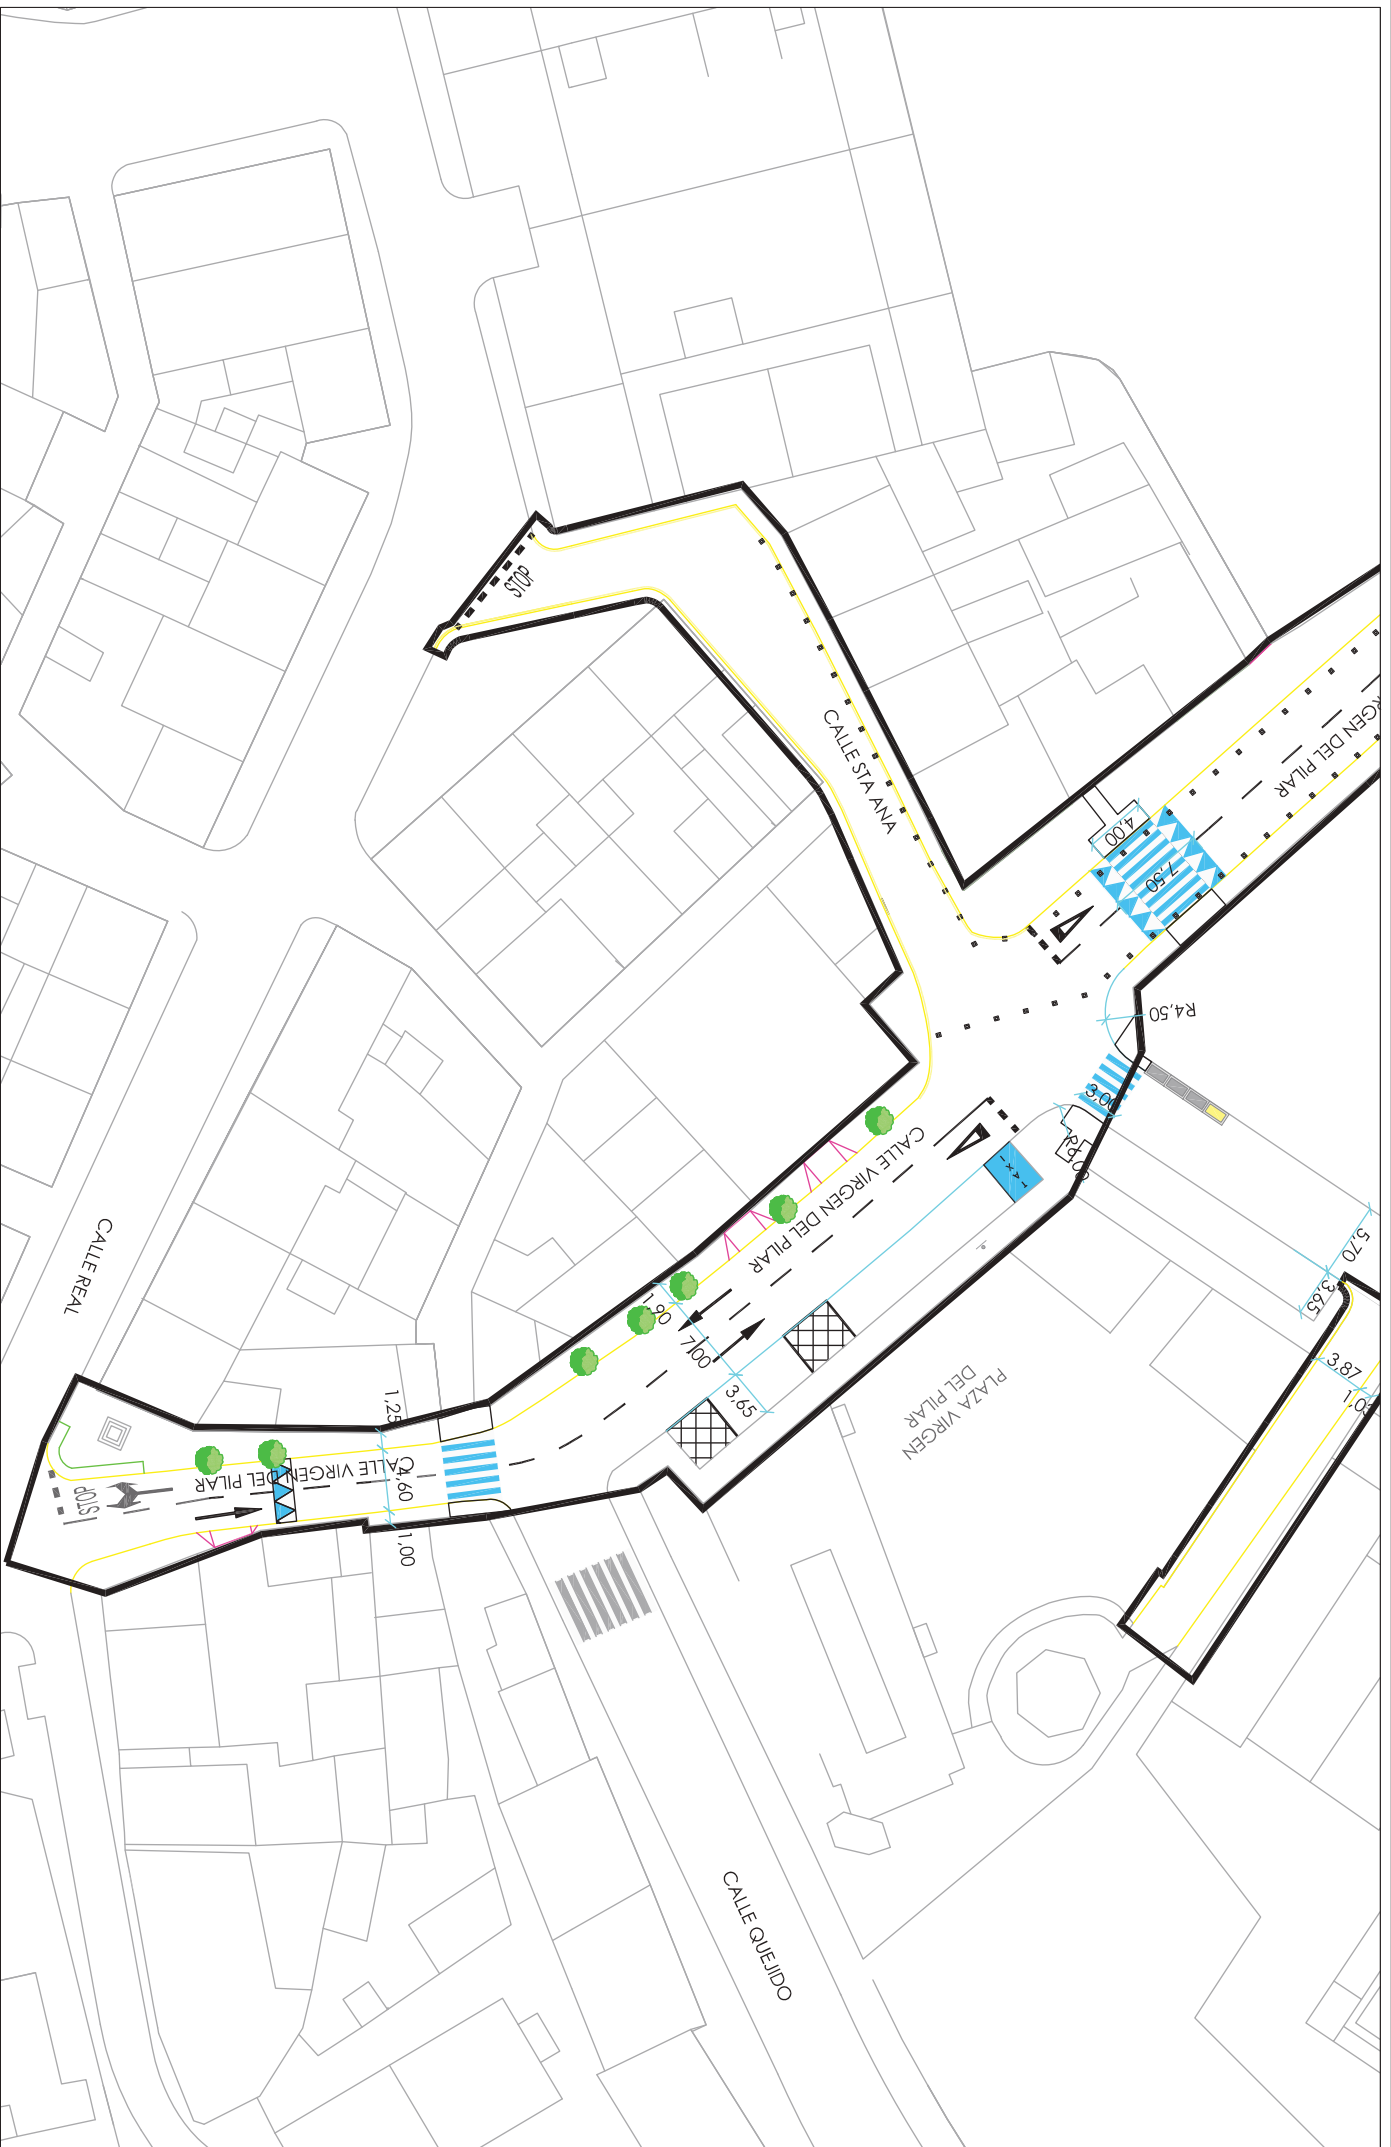 STOP
CALLE STA ANA
RGEN DEL PILAR
4,00
7,50
R4,50
3,00
R6,00
TAXI
CALLE VIRGEN DEL PILAR
5,70
3,65
3,87
1,90
7,00
3,65
PLAZA VIRGEN
DEL PILAR
CALLE REAL
1,25
CALLE VIRGEN DEL PILAR
4,60
STOP
1,00
CALLE QUEJIDO